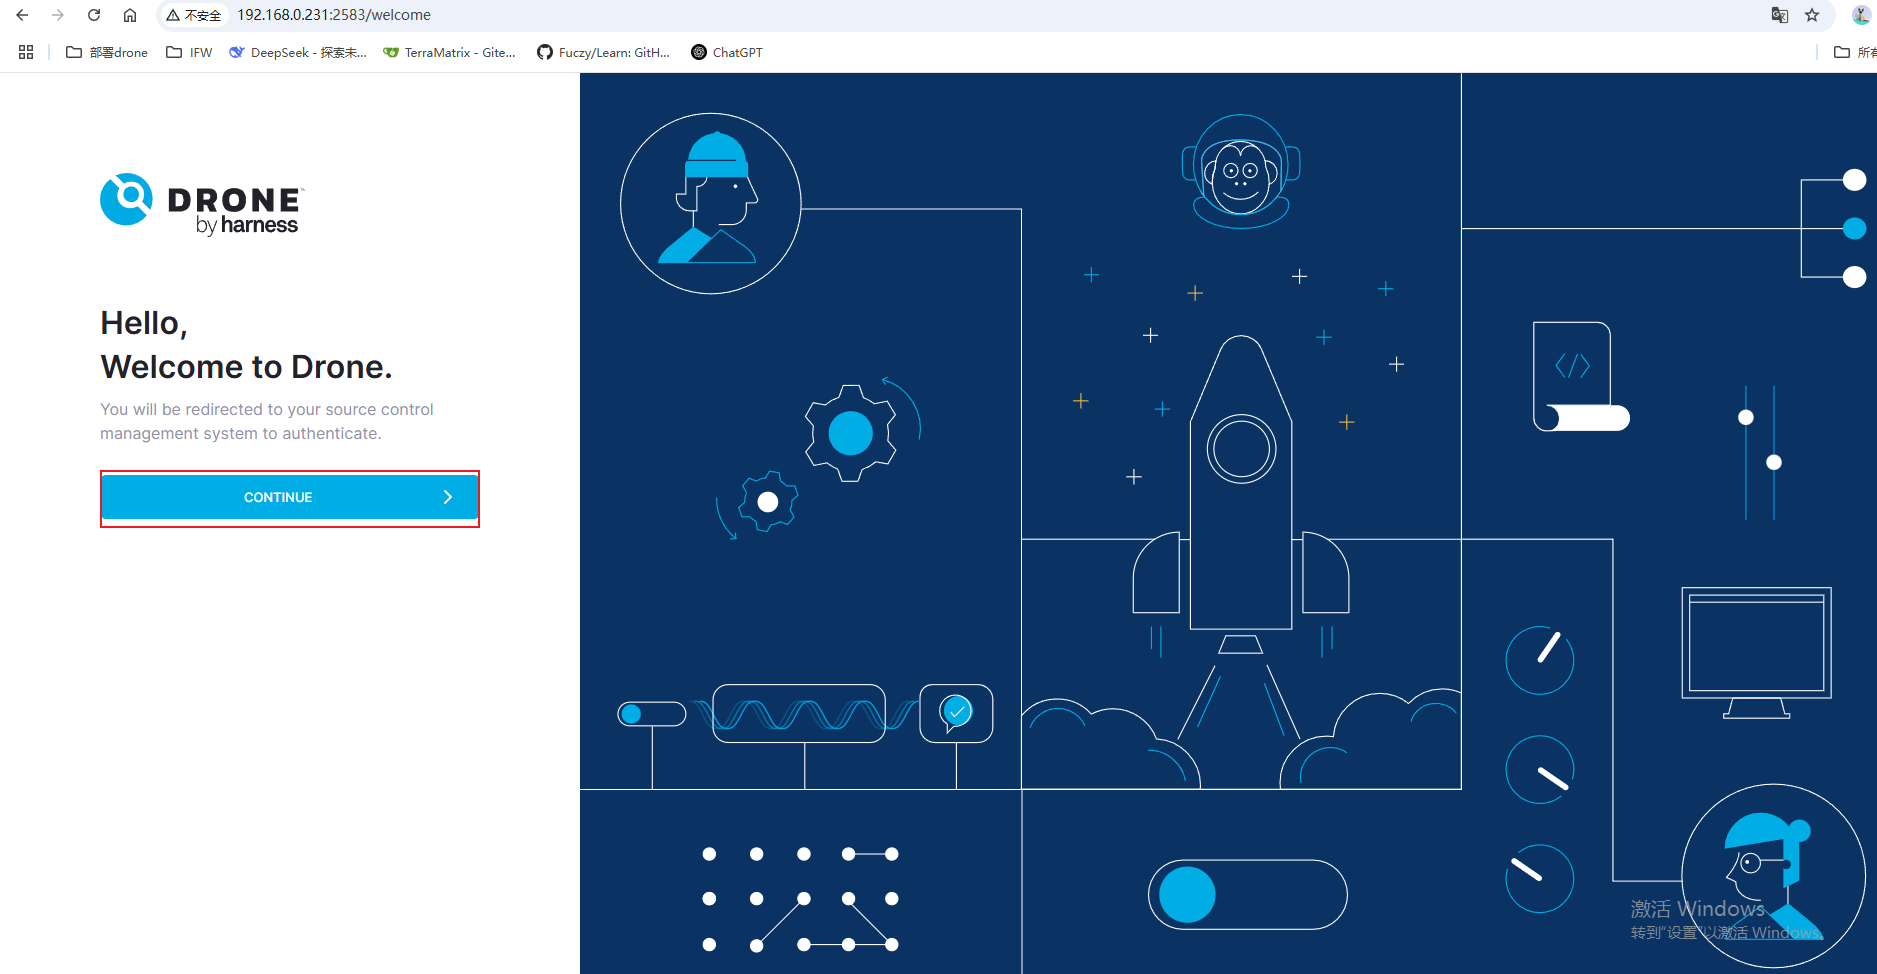 不安全
192.168.0.231:2583/welcome
部署drone
IFW
DeepSeek - 探索未...
TerraMatrix - Gite...
Fuczy/Learn: GitH...
ChatGPT
所有
DRONE
by harness
Hello,
Welcome to Drone.
You will be redirected to your source control
management system to authenticate.
CONTINUE
</>
激活 Windows
转到“设置”以激活 Windows。